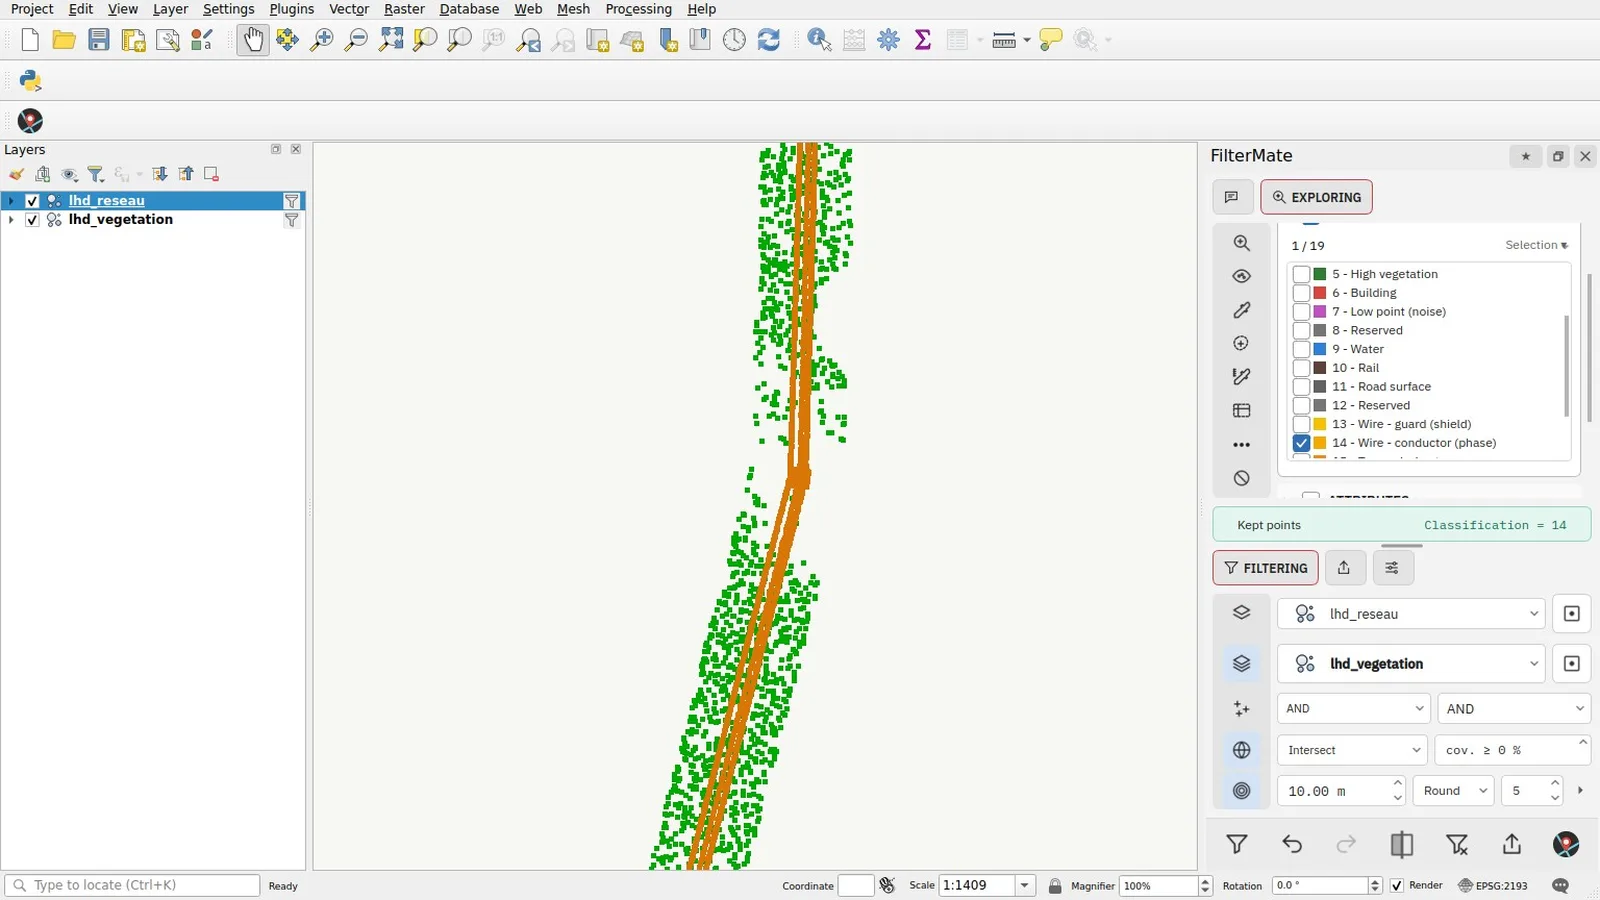 Project Edit View Layer Settings Plugins Vector Raster Database Web Mesh Processing Help
Layers
lhd_reseau
lhd_vegetation
FilterMate
EXPLORING
1 / 19 Selection
5 - High vegetation
6 - Building
7 - Low point (noise)
8 - Reserved
9 - Water
10 - Rail
11 - Road surface
12 - Reserved
13 - Wire - guard (shield)
14 - Wire - conductor (phase)
Kept points Classification = 14
FILTERING
lhd_reseau
lhd_vegetation
AND AND
Intersect cov. ≥ 0 %
10.00 m Round 5
Type to locate (Ctrl+K) Ready Coordinate Scale 1:1409 Magnifier 100% Rotation 0.0 ° Render EPSG:2193